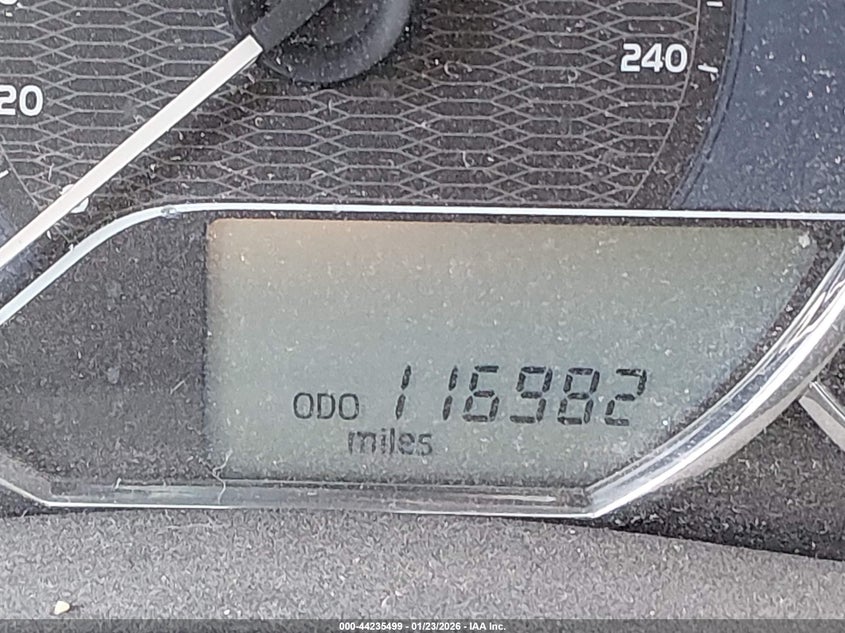 240
20
ODO 116982
miles
000-44235499 - 01/23/2026 - IAA Inc.